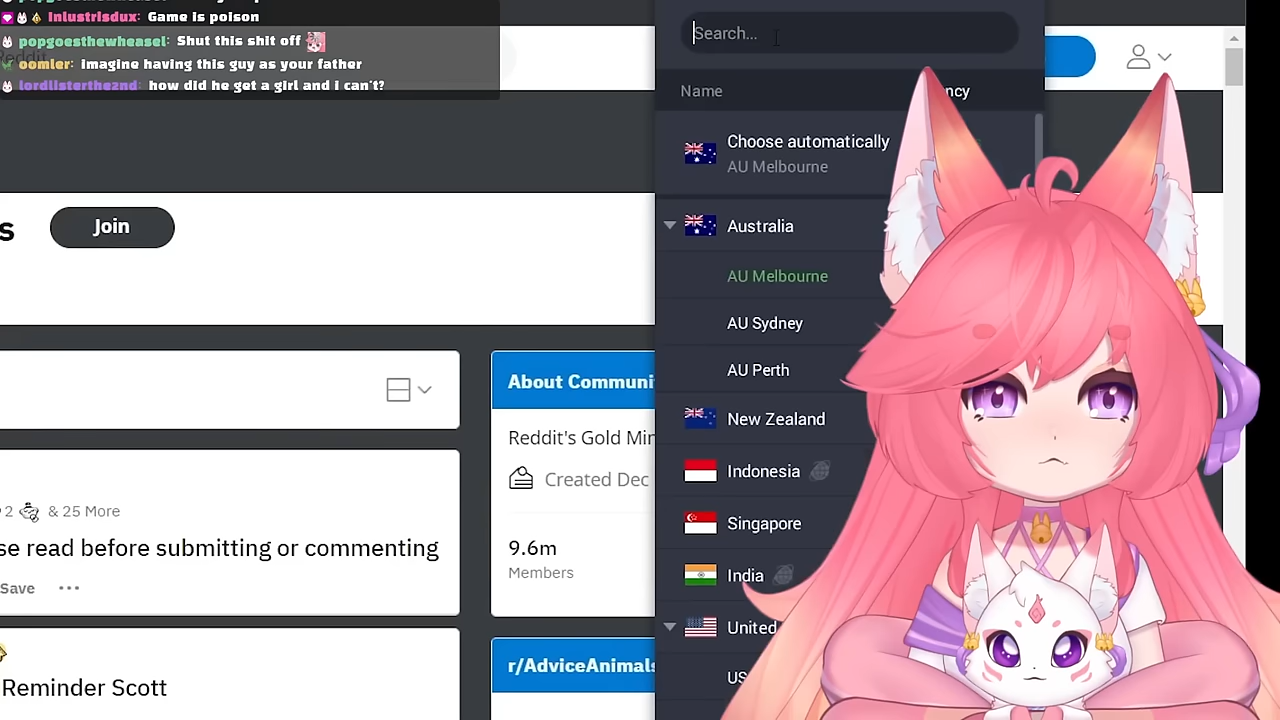 Inlustrisdux: Game is poison
popgoesthewheasel: Shut this shit off
oomler: imagine having this guy as your father
lordlistertheznd: how did he get a girl and I can't?
Search...
Name
ncy
Choose automatically
AU Melbourne
s
Join
Australia
AU Melbourne
AU Sydney
AU Perth
About Communi
New Zealand
Reddit's Gold Min
Indonesia
Created Dec
2 & 25 More
Singapore
se read before submitting or commenting
9.6m
Members
India
Save
United
r/AdviceAnimals
US
Reminder Scott